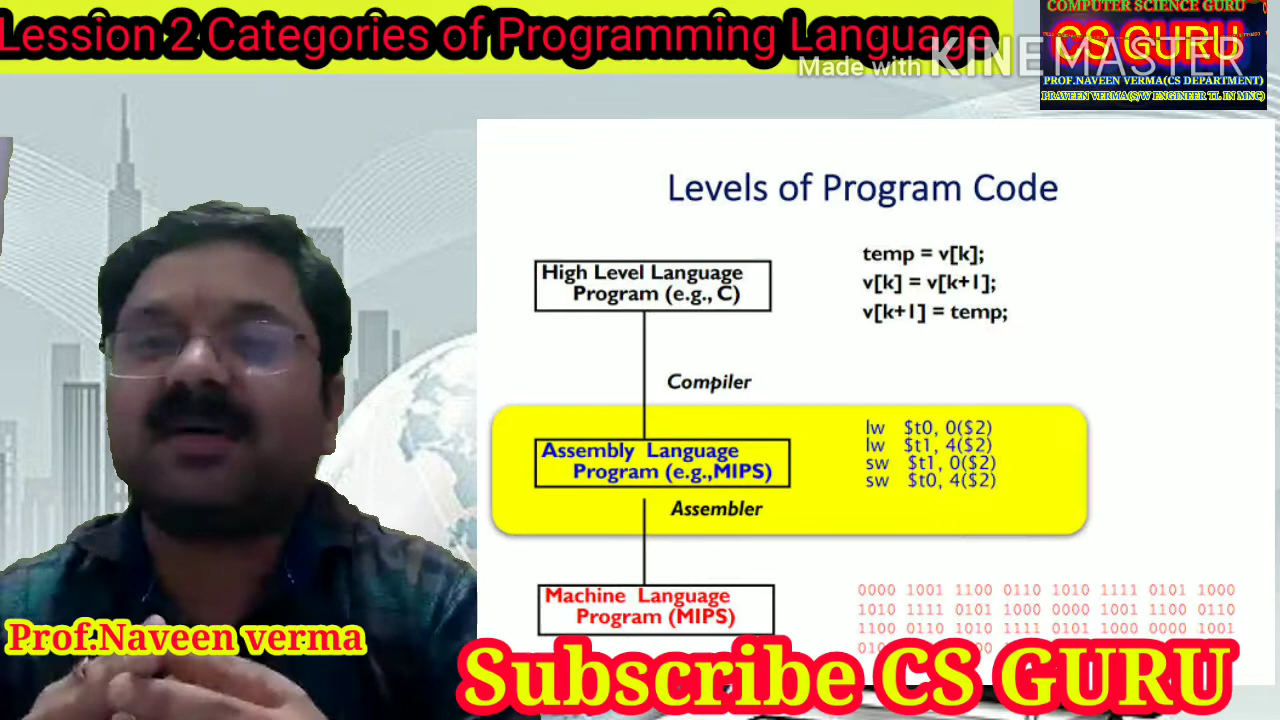 Lession 2 Categories of Programming Language
Made with KINEMASTER
COMPUTER SCIENCE GURU
CS GURU
PROF.NAVEEN VERMA(CS DEPARTMENT)
PRAVEEN VERMA(S/W ENGINEER TL IN MNC)
Levels of Program Code
High Level Language
Program (e.g., C)
temp = v[k];
v[k] = v[k+1];
v[k+1] = temp;
Compiler
Assembly Language
Program (e.g.,MIPS)
lw $t0, 0($2)
lw $t1, 4($2)
sw $t1, 0($2)
sw $t0, 4($2)
Assembler
Machine Language
Program (MIPS)
0000 1001 1100 0110 1010 1111 0101 1000
1010 1111 0101 1000 0000 1001 1100 0110
1100 0110 1010 1111 0101 1000 0000 1001
Prof.Naveen verma
Subscribe CS GURU